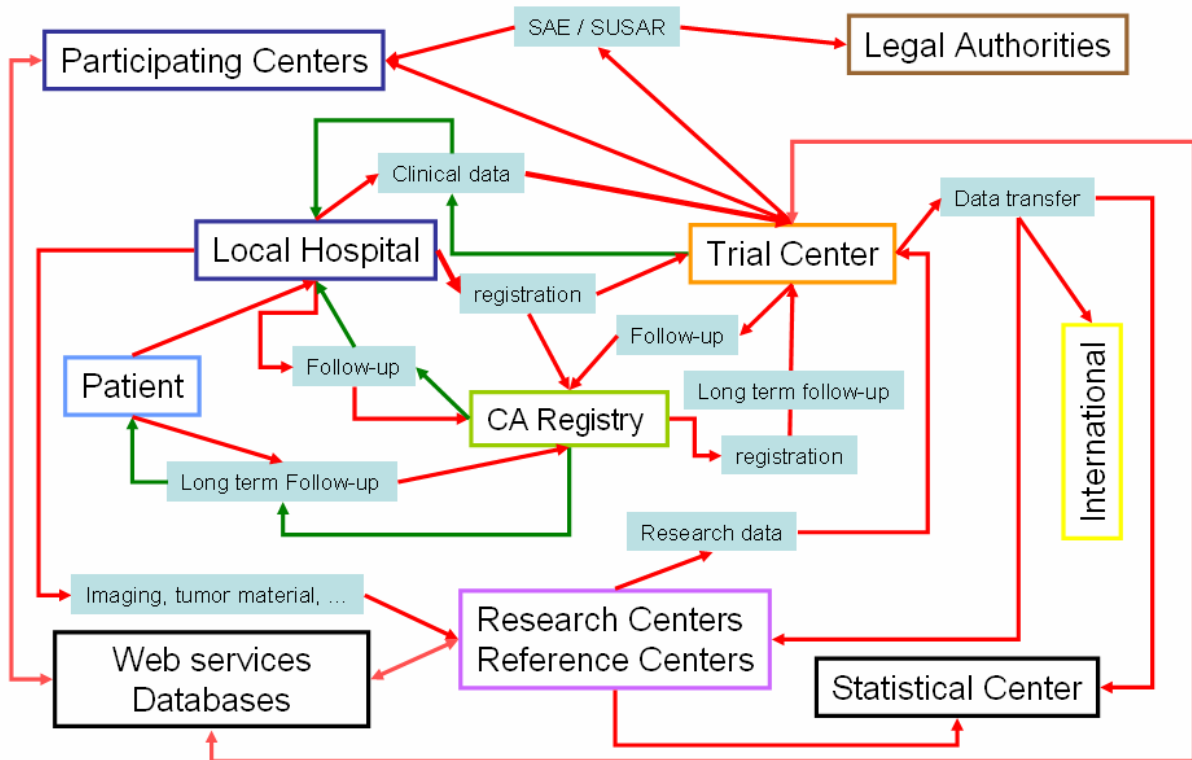 SAE / SUSAR
Participating Centers
Legal Authorities
Clinical data
Data transfer
Local Hospital
Trial Center
registration
Follow-up
Follow-up
Patient
Long term follow-up
International
CA Registry
registration
Long term Follow-up
Research data
Imaging, tumor material, ...
Research Centers
Reference Centers
Web services
Databases
Statistical Center